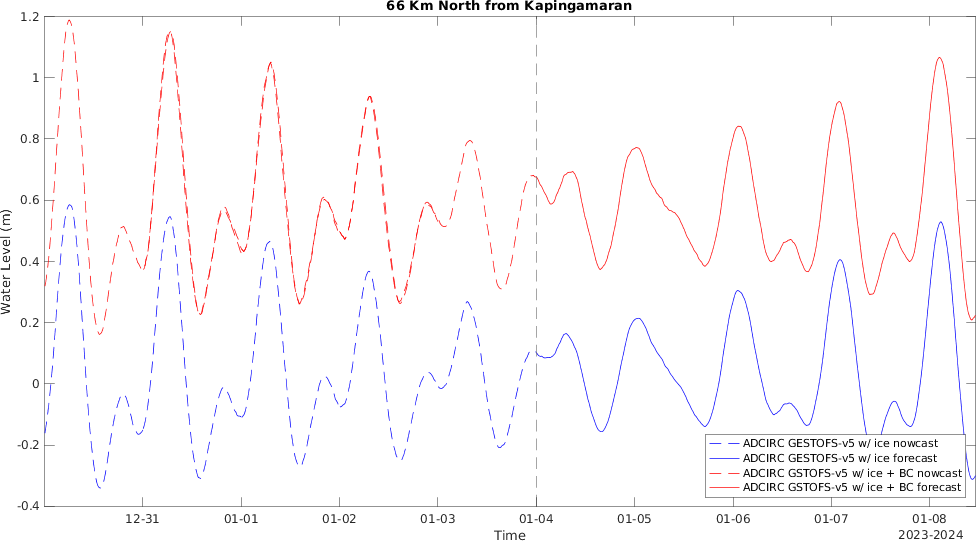 66 Km North from Kapingamaran
Water Level (m)
1.2
1
0.8
0.6
0.4
0.2
0
-0.2
-0.4
ADCIRC GESTOFS-v5 w/ ice nowcast
ADCIRC GESTOFS-v5 w/ ice forecast
ADCIRC GSTOFS-v5 w/ ice + BC nowcast
ADCIRC GSTOFS-v5 w/ ice + BC forecast
12-31 01-01 01-02 01-03 01-04 01-05 01-06 01-07 01-08
Time
2023-2024